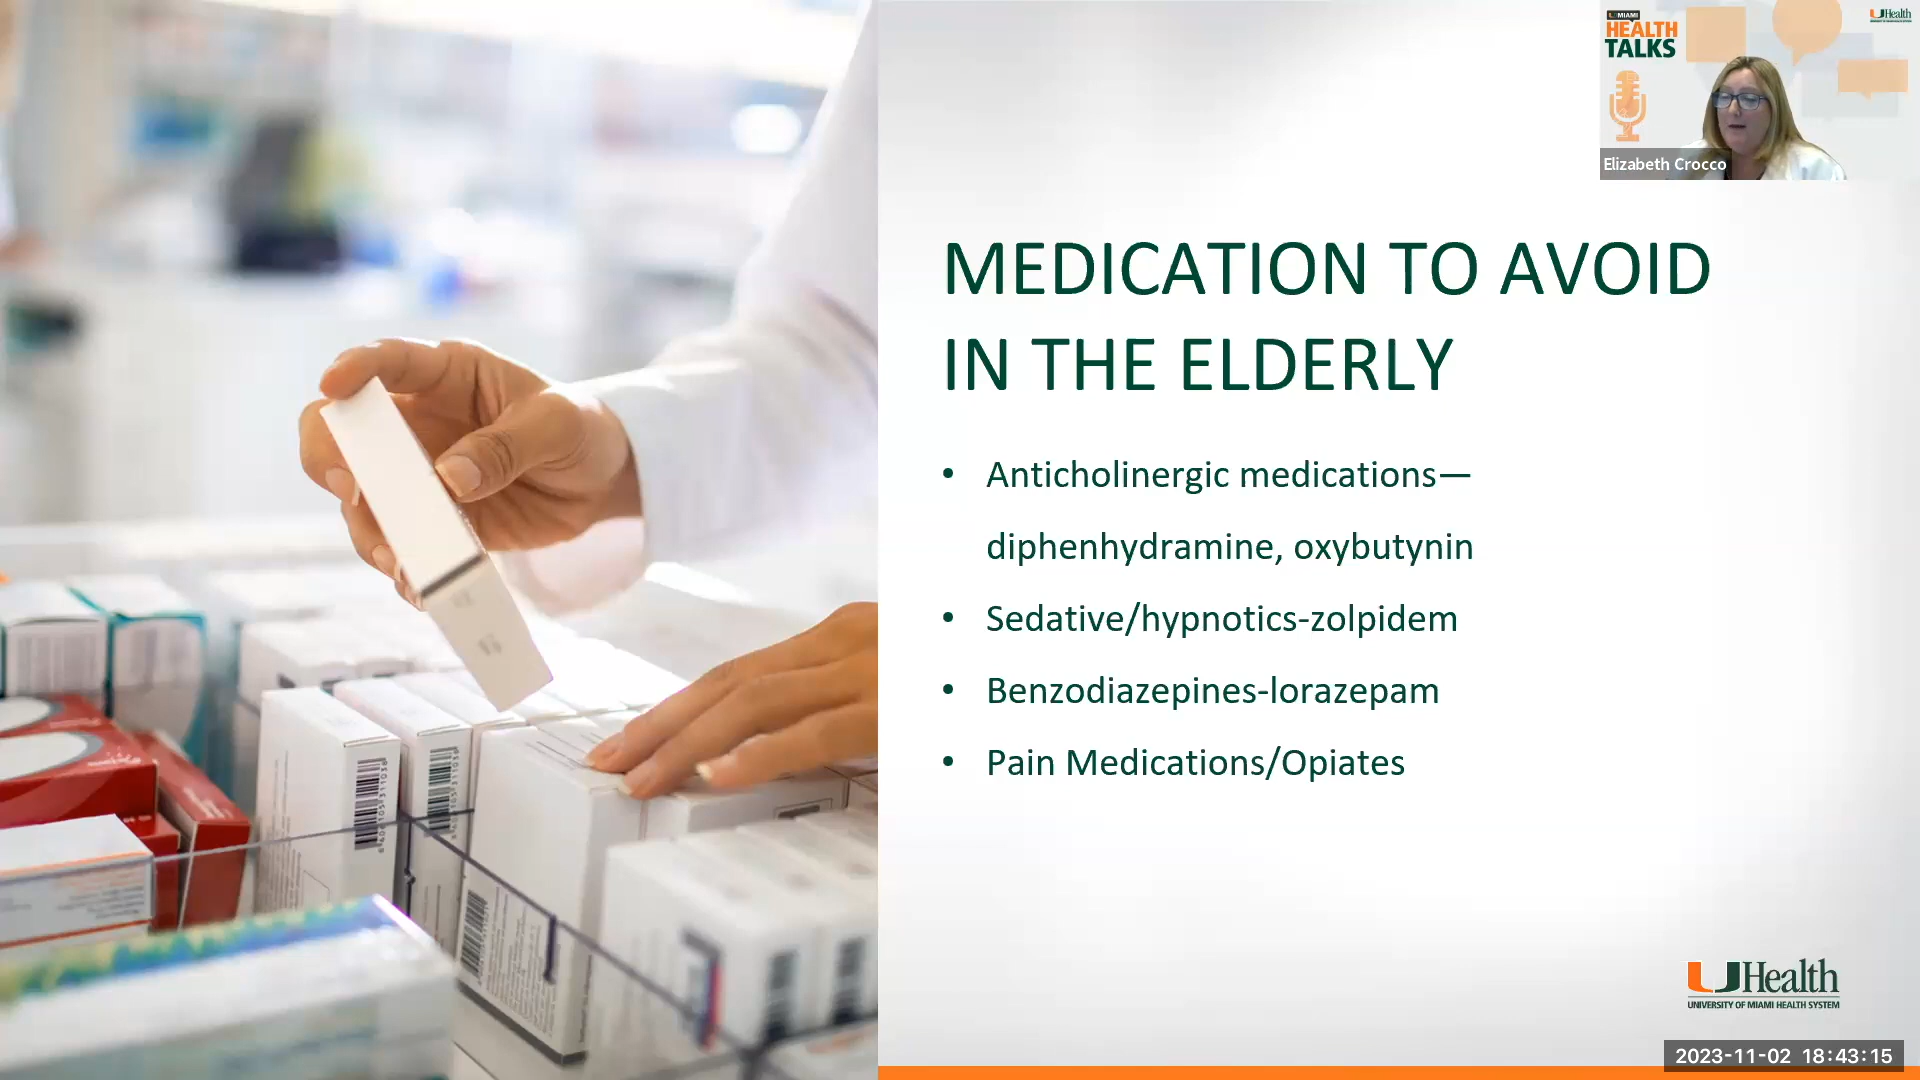 U MIAMI
HEALTH
TALKS
UHealth
Elizabeth Crocco
MEDICATION TO AVOID
IN THE ELDERLY
• Anticholinergic medications—
diphenhydramine, oxybutynin
• Sedative/hypnotics-zolpidem
• Benzodiazepines-lorazepam
• Pain Medications/Opiates
UHealth
UNIVERSITY OF MIAMI HEALTH SYSTEM
2023-11-02 18:43:15